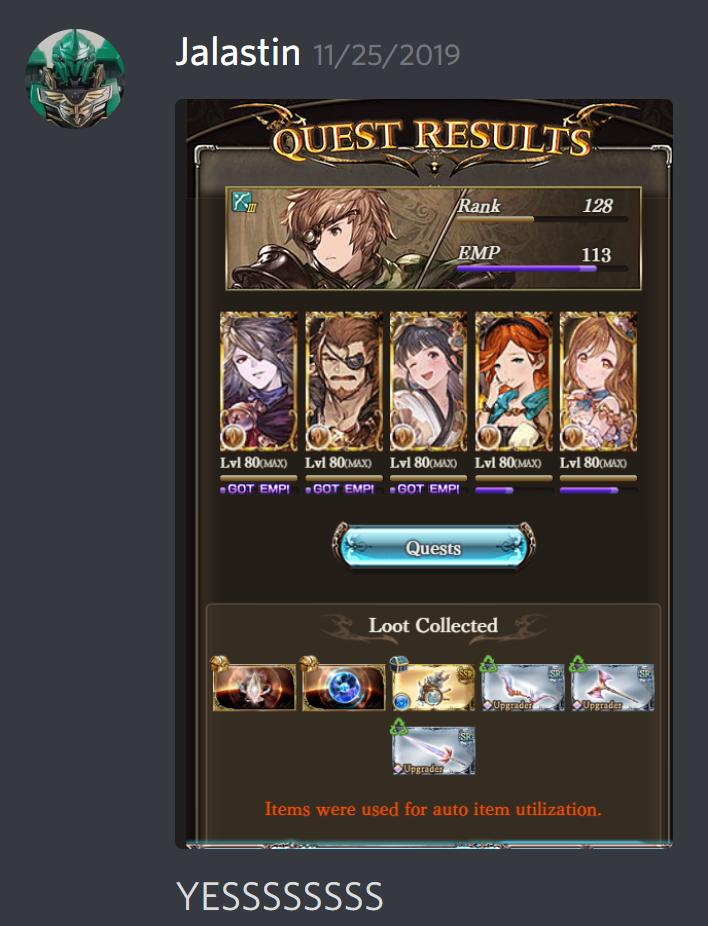 Jalastin 11/25/2019
QUEST RESULTS
III
Rank 128
EMP 113
Lvl 80(MAX) Lvl 80(MAX) Lvl 80(MAX) Lvl 80(MAX) Lvl 80(MAX)
GOT EMP! GOT EMP! GOT EMP!
Quests
Loot Collected
SSR SR SR
Upgrader Upgrader
SR
Upgrader
Items were used for auto item utilization.
YESSSSSSSS